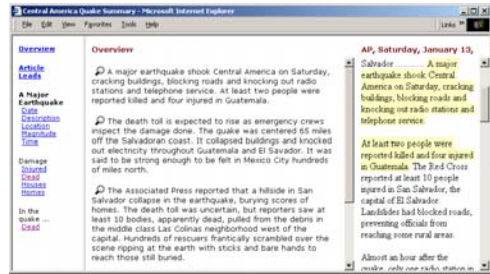 Central America Quake Summary - Microsoft Internet Explorer
File Edit View Favorites Tools Help
Links »
Overview
Article
Leads
A Major
Earthquake
Date
Description
Location
Magnitude
Time
Damage
Injured
Dead
Houses
Homes
In the
quake ...
Dead
Overview
A major earthquake shook Central America on Saturday,
cracking buildings, blocking roads and knocking out radio
stations and telephone service. At least two people were
reported killed and four injured in Guatemala.
The death toll is expected to rise as emergency crews
inspect the damage done. The quake was centered 65 miles
off the Salvadoran coast. It collapsed buildings and knocked
out electricity throughout Guatemala and El Savador. It was
said to be strong enough to be felt in Mexico City hundreds
of miles north.
The Associated Press reported that a hillside in San
Salvador collapse in the earthquake, burying scores of
homes. The death toll was uncertain, but reporters saw at
least 10 bodies, apparently dead, pulled from the debris in
the middle class Las Colinas neighborhood west of the
capital. Hundreds of rescuers frantically scrambled over the
scene ripping at the earth with sticks and bare hands to
reach those still buried.
AP, Saturday, January 13,
Salvador ............ A major
earthquake shook Central
America on Saturday, cracking
buildings, blocking roads and
knocking out radio stations and
telephone service.
At least two people were
reported killed and four injured
in Guatemala. The Red Cross
reported at least 10 people
injured in San Salvador, the
capital of El Salvador.
Landslides had blocked roads,
preventing officials from
reaching some rural areas.
Almost an hour after the
quake, only one radio station in